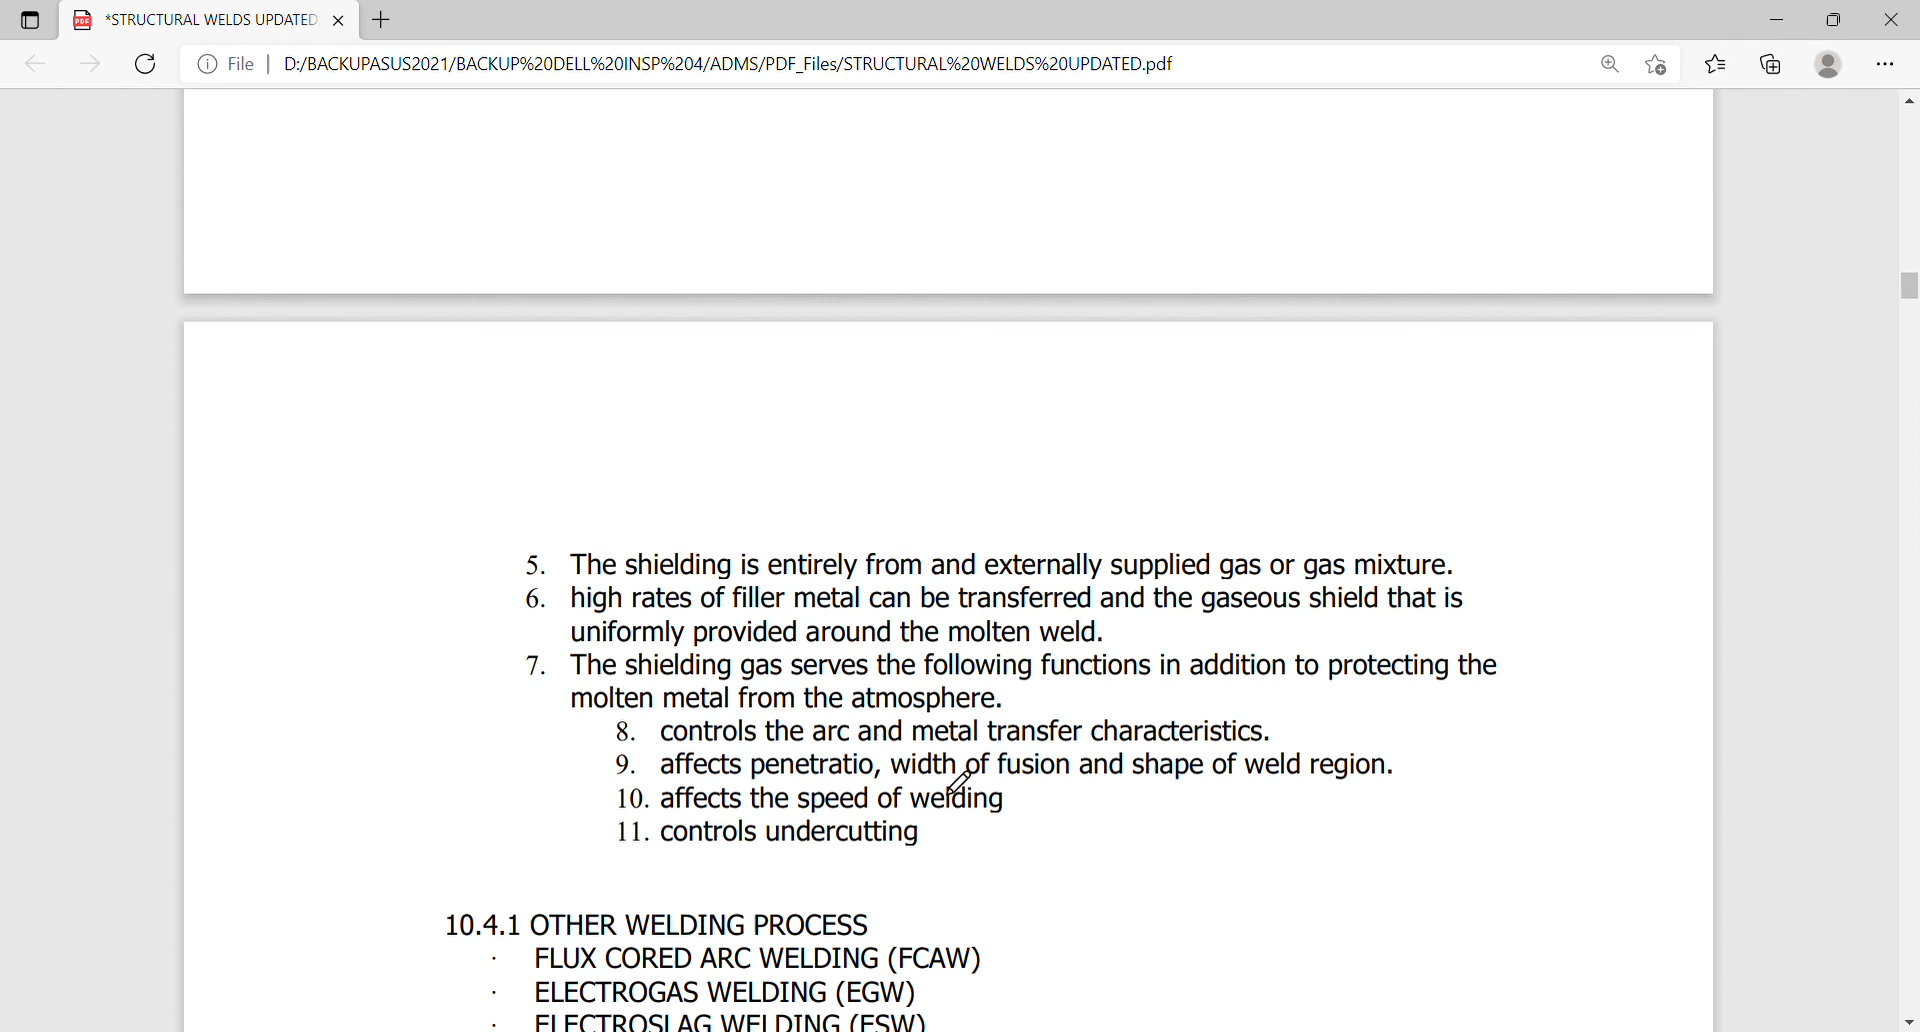 *STRUCTURAL WELDS UPDATED
File
D:/BACKUPASUS2021/BACKUP%20DELL%20INSP%204/ADMS/PDF_Files/STRUCTURAL%20WELDS%20UPDATED.pdf
5. The shielding is entirely from and externally supplied gas or gas mixture.
6. high rates of filler metal can be transferred and the gaseous shield that is
uniformly provided around the molten weld.
7. The shielding gas serves the following functions in addition to protecting the
molten metal from the atmosphere.
8. controls the arc and metal transfer characteristics.
9. affects penetratio, width of fusion and shape of weld region.
10. affects the speed of welding
11. controls undercutting
10.4.1 OTHER WELDING PROCESS
· FLUX CORED ARC WELDING (FCAW)
· ELECTROGAS WELDING (EGW)
· ELECTROSLAG WELDING (ESW)